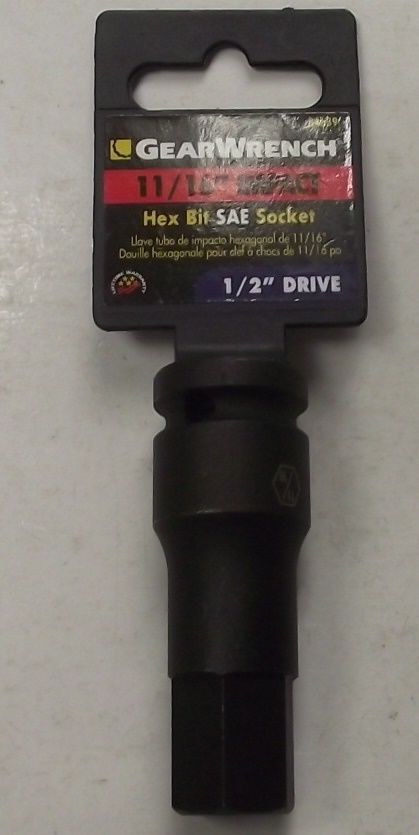 GEARWRENCH
11/16" IMPACT
Hex Bit SAE Socket
Llave tubo de impacto hexagonal de 11/16"
Douille hexagonale pour clef à chocs de 11/16 po
1/2" DRIVE